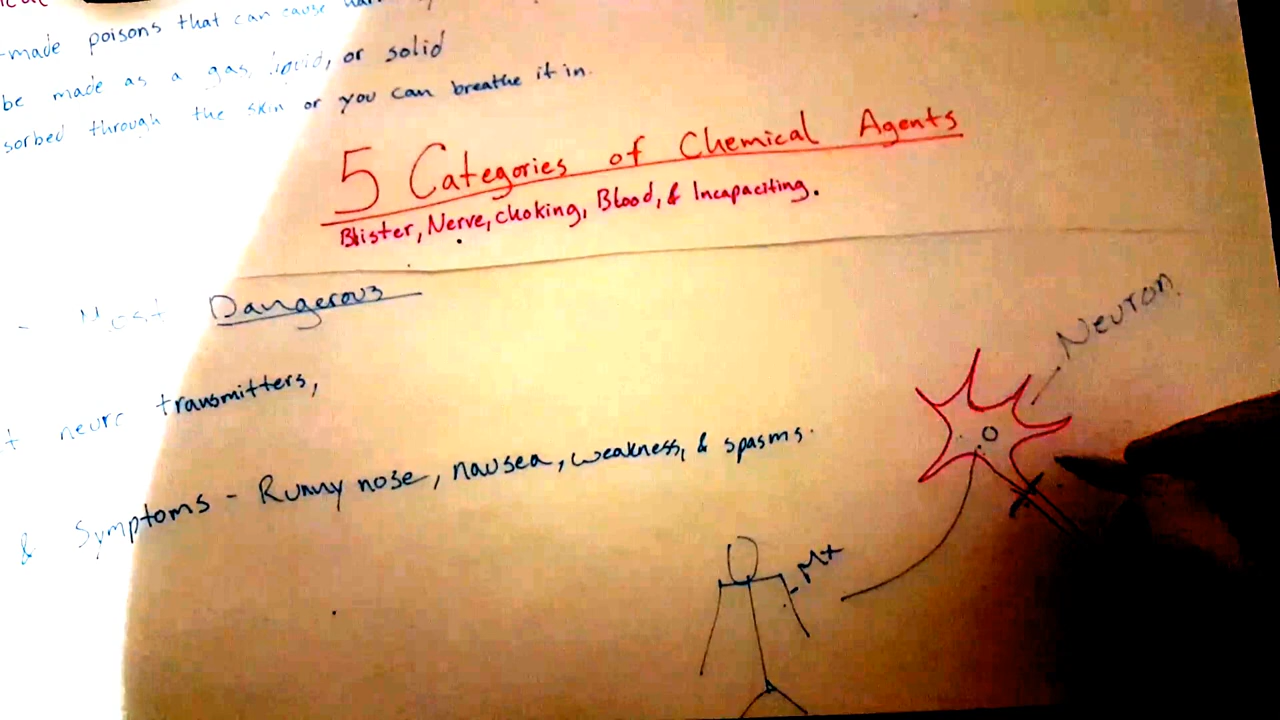 -made poisons that can cause
be made as a gas, liquid, or solid
sorbed through the skin or you can breathe it in.
5 Categories of Chemical Agents
Blister, Nerve, choking, Blood, & Incapaciting.
- Most Dangerous
Neuron
neuro transmitters,
& Symptoms - Runny nose, nausea, weakness, & spasms.